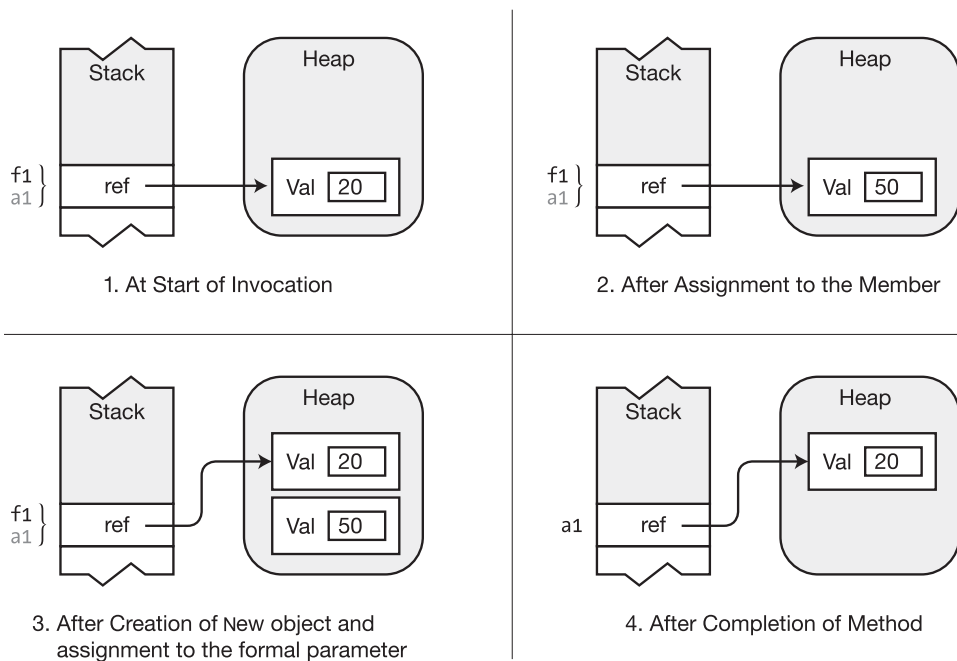 Stack
Heap
f1
a1
ref
Val 20
1. At Start of Invocation
Stack
Heap
f1
a1
ref
Val 50
2. After Assignment to the Member
Stack
Heap
Val 20
f1
a1
ref
Val 50
3. After Creation of New object and
assignment to the formal parameter
Stack
Heap
Val 20
a1
ref
4. After Completion of Method